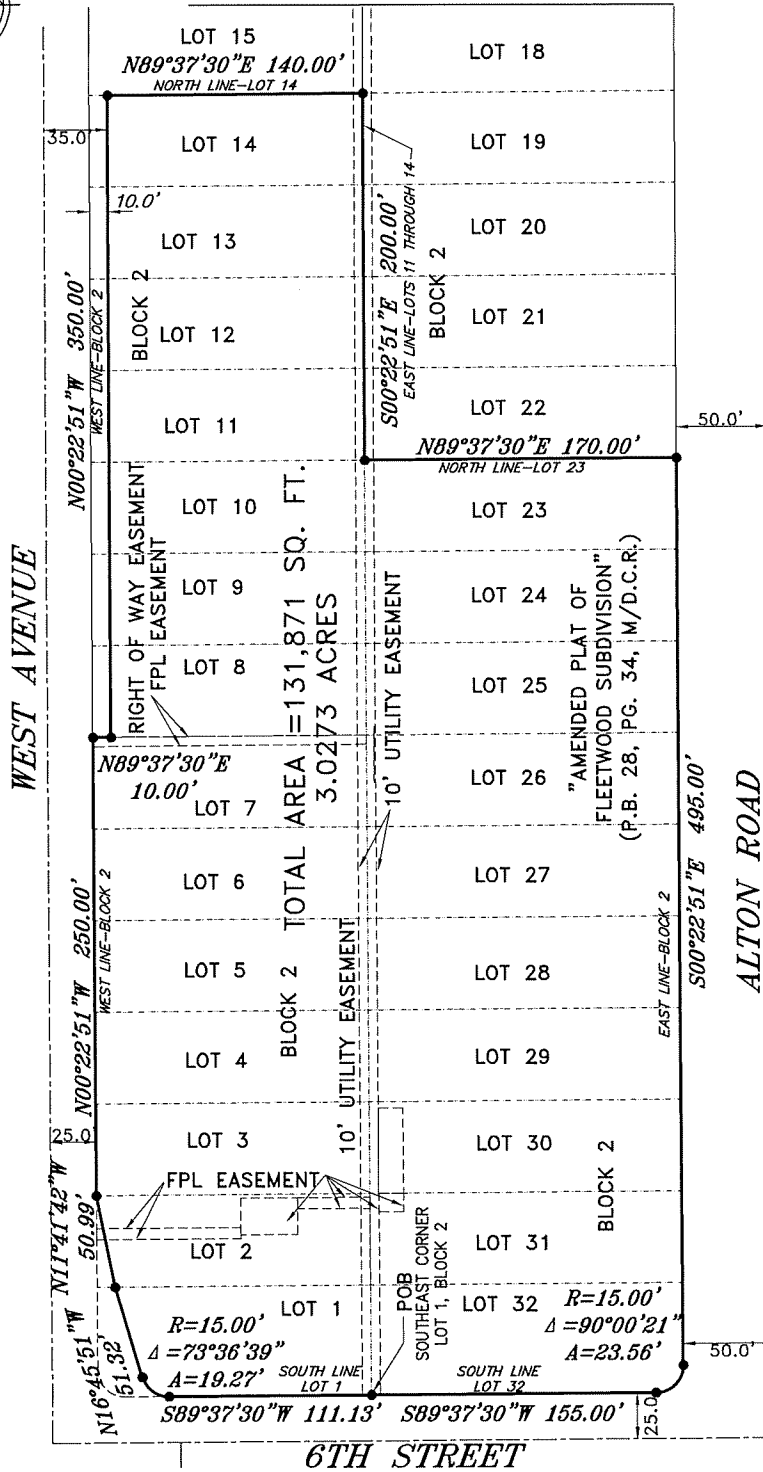 LOT 15
N89°37'30"E 140.00'
NORTH LINE-LOT 14
LOT 18
35.0'
LOT 14
LOT 19
10.0'
LOT 13
LOT 20
N00°22'51"W 350.00'
WEST LINE-BLOCK 2
BLOCK 2
LOT 12
S00°22'51"E 200.00'
EAST LINE-LOTS 11 THROUGH 14
BLOCK 2
LOT 21
LOT 11
LOT 22
50.0'
N89°37'30"E 170.00'
NORTH LINE-LOT 23
LOT 10
LOT 23
WEST AVENUE
RIGHT OF WAY EASEMENT
FPL EASEMENT
LOT 9
LOT 24
LOT 8
LOT 25
TOTAL AREA =131,871 SQ. FT.
3.0273 ACRES
10' UTILITY EASEMENT
"AMENDED PLAT OF
FLEETWOOD SUBDIVISION"
(P.B. 28, PG. 34, M/D.C.R.)
N89°37'30"E
10.00'
LOT 7
LOT 26
LOT 6
LOT 27
S00°22'51"E 495.00'
EAST LINE-BLOCK 2
ALTON ROAD
N00°22'51"W 250.00'
WEST LINE-BLOCK 2
LOT 5
BLOCK 2
10' UTILITY EASEMENT
LOT 28
LOT 4
LOT 29
25.0'
LOT 3
LOT 30
BLOCK 2
FPL EASEMENT
N11°41'42"W
50.99'
LOT 2
LOT 31
N16°45'51"W
51.32'
LOT 1
POB
SOUTHEAST CORNER
LOT 1, BLOCK 2
LOT 32
R=15.00'
Δ=73°36'39"
A=19.27'
R=15.00'
Δ=90°00'21"
A=23.56'
50.0'
SOUTH LINE
LOT 1
SOUTH LINE
LOT 32
S89°37'30"W 111.13'
S89°37'30"W 155.00'
25.0
6TH STREET